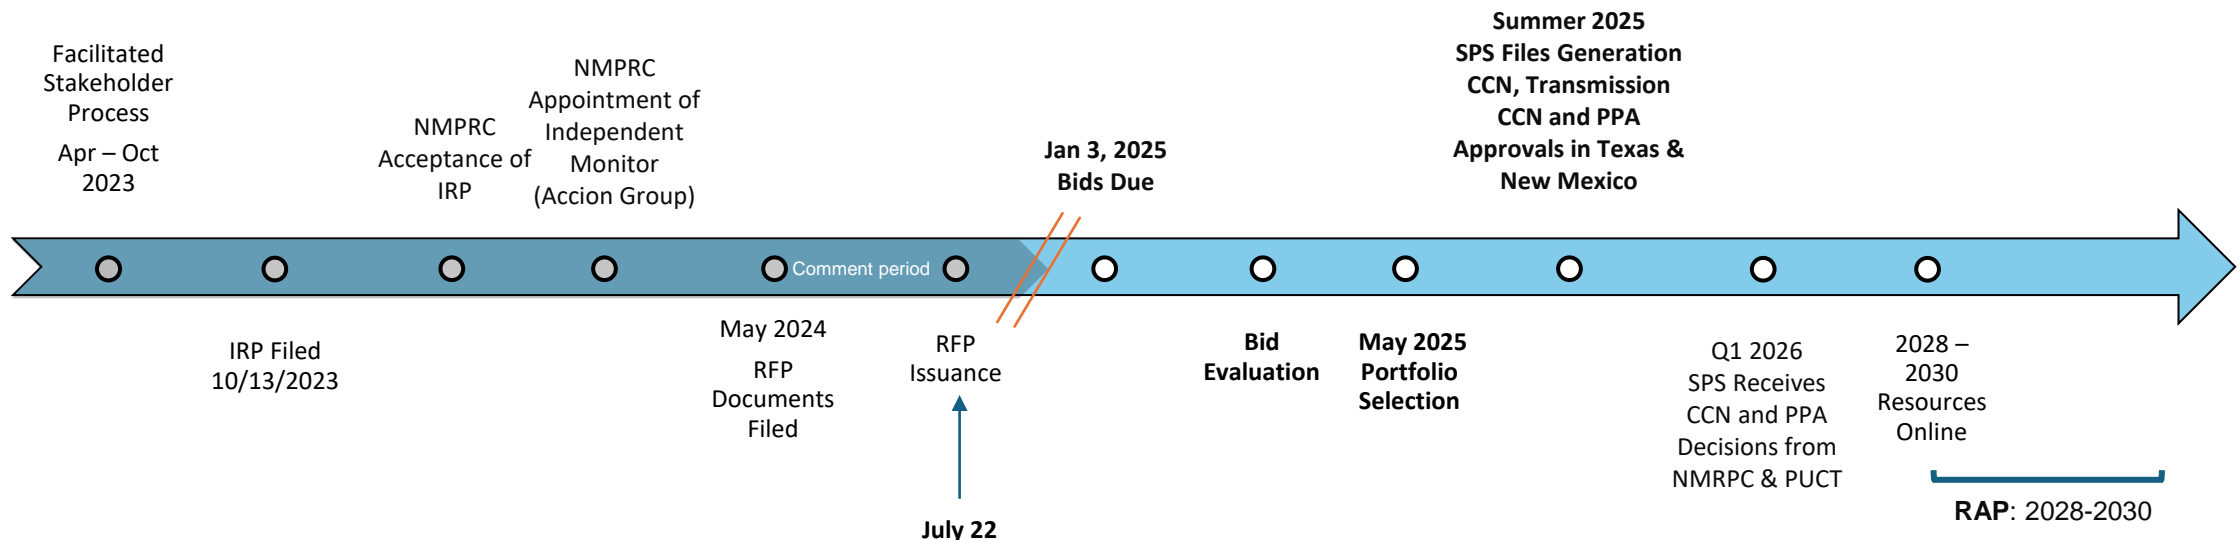 Facilitated
Stakeholder
Process
Apr – Oct
2023
IRP Filed
10/13/2023
NMPRC
Acceptance of
IRP
NMPRC
Appointment of
Independent
Monitor
(Accion Group)
May 2024
RFP
Documents
Filed
Comment period
RFP
Issuance
July 22
Jan 3, 2025
Bids Due
Bid
Evaluation
May 2025
Portfolio
Selection
Summer 2025
SPS Files Generation
CCN, Transmission
CCN and PPA
Approvals in Texas &
New Mexico
Q1 2026
SPS Receives
CCN and PPA
Decisions from
NMRPC & PUCT
2028 –
2030
Resources
Online
RAP: 2028-2030